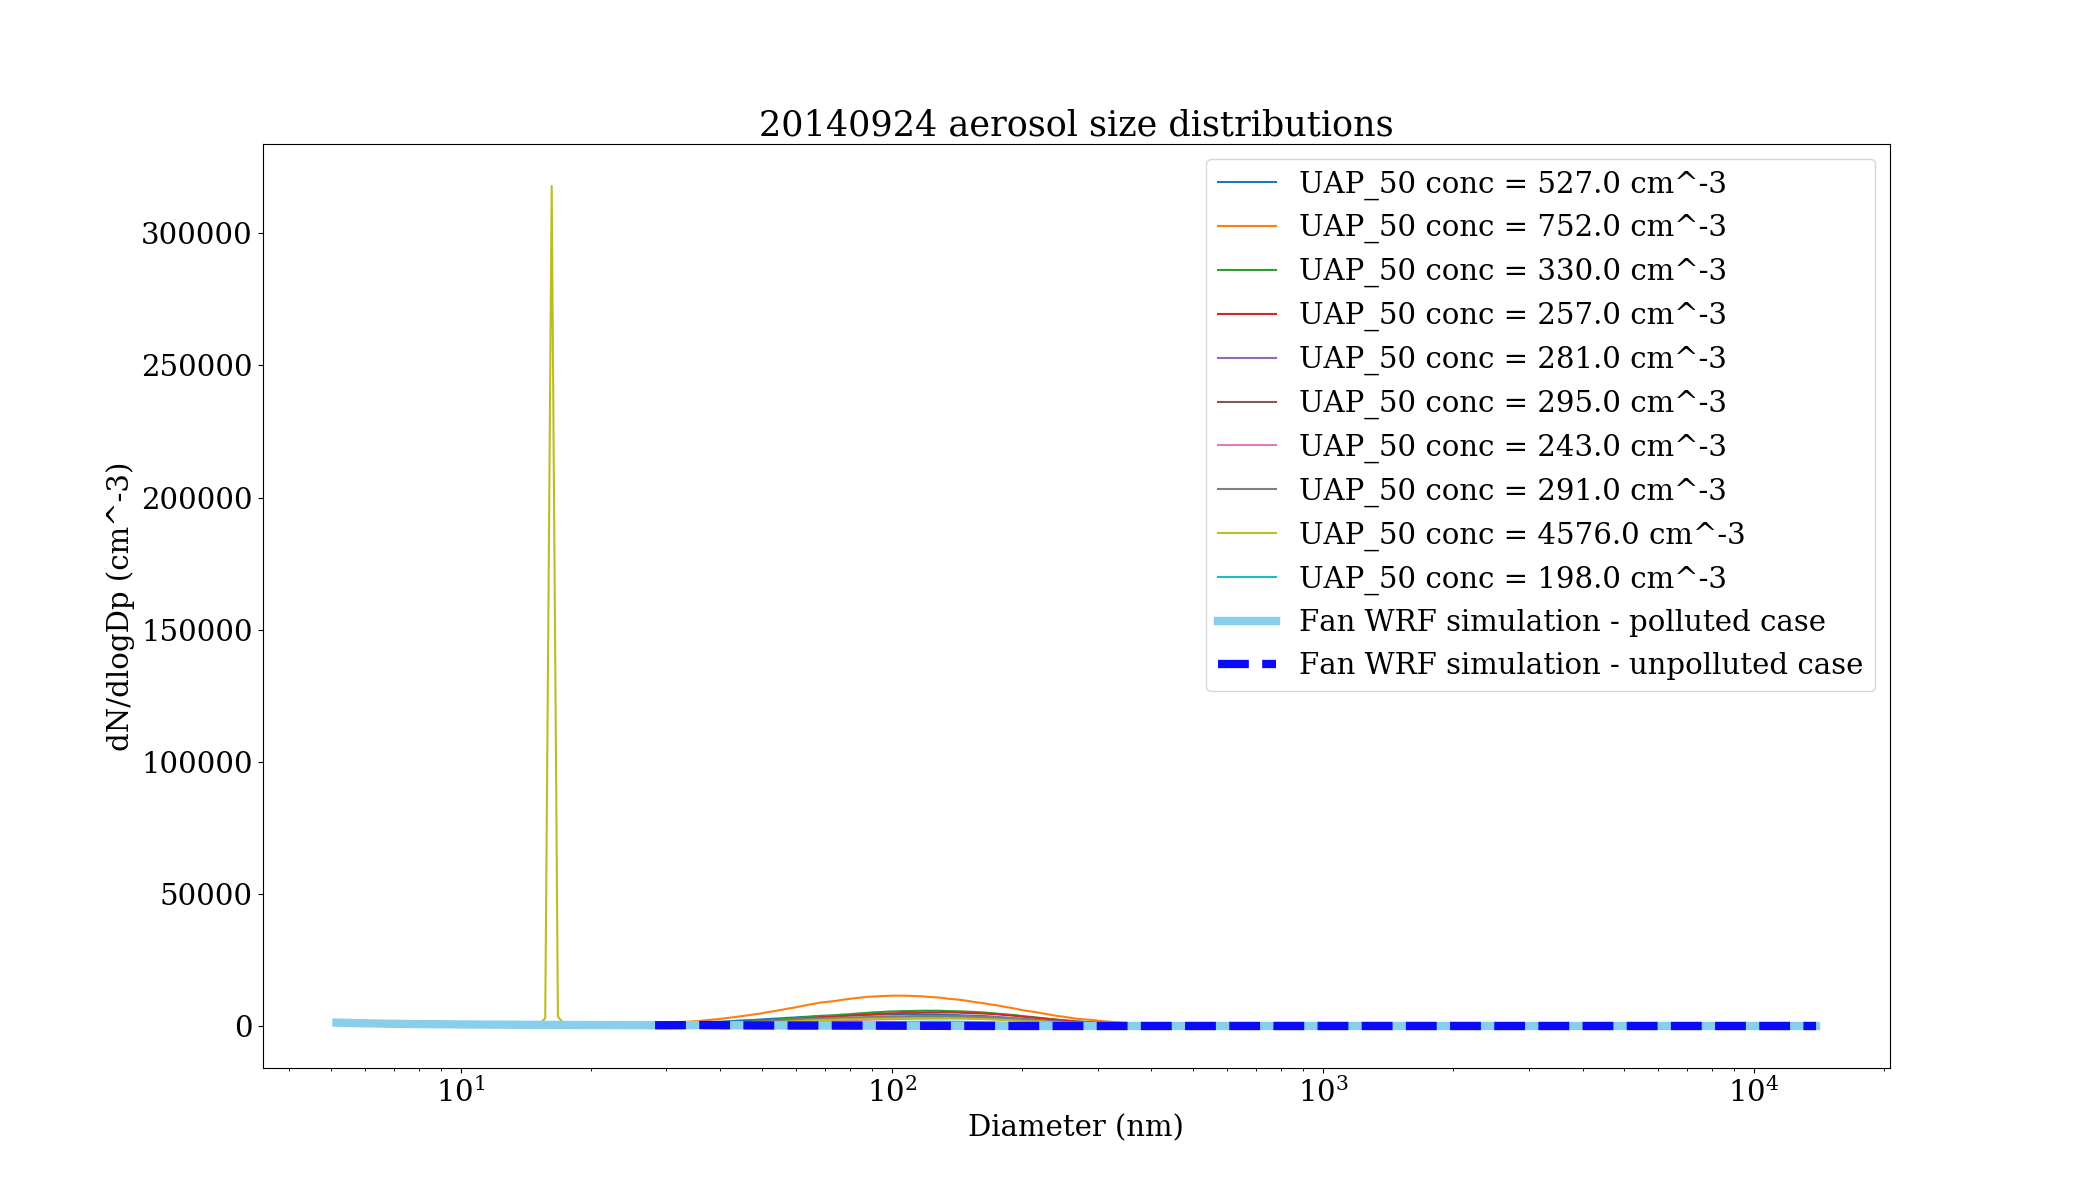 20140924 aerosol size distributions
UAP_50 conc = 527.0 cm^-3
UAP_50 conc = 752.0 cm^-3
UAP_50 conc = 330.0 cm^-3
UAP_50 conc = 257.0 cm^-3
UAP_50 conc = 281.0 cm^-3
UAP_50 conc = 295.0 cm^-3
UAP_50 conc = 243.0 cm^-3
UAP_50 conc = 291.0 cm^-3
UAP_50 conc = 4576.0 cm^-3
UAP_50 conc = 198.0 cm^-3
Fan WRF simulation - polluted case
Fan WRF simulation - unpolluted case
dN/dlogDp (cm^-3)
300000
250000
200000
150000
100000
50000
0
10¹ 10² 10³ 10⁴
Diameter (nm)